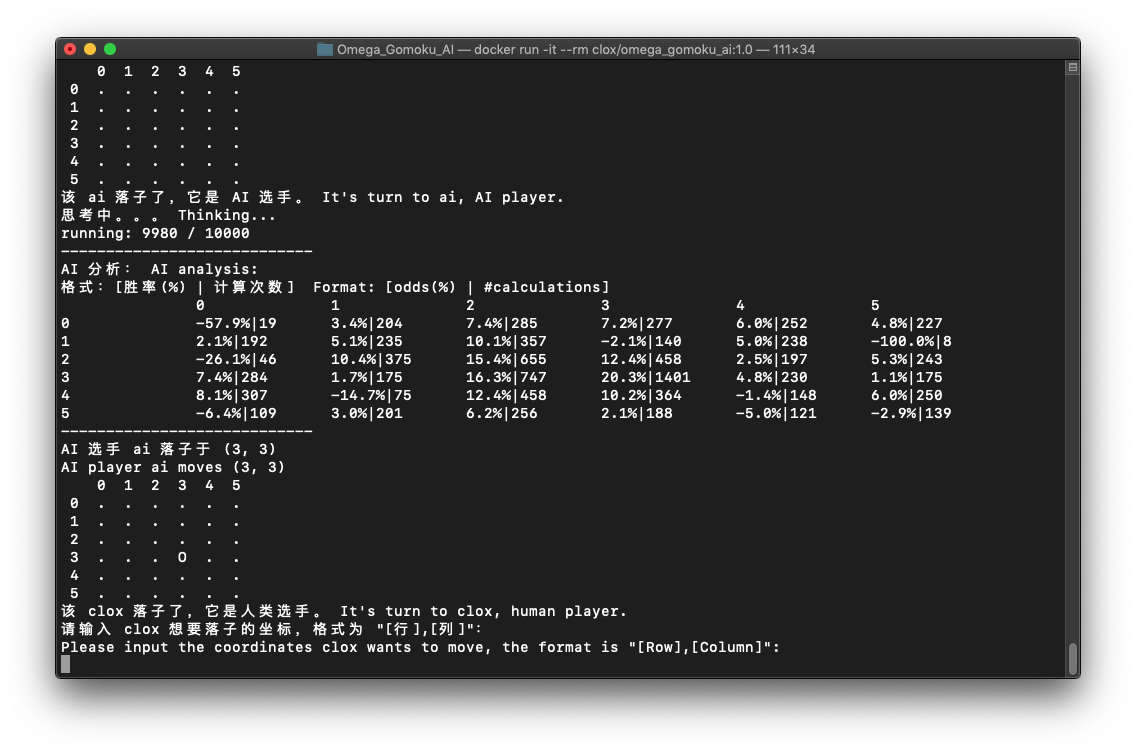 Omega_Gomoku_AI — docker run -it --rm clox/omega_gomoku_ai:1.0 — 111×34
0 1 2 3 4 5
0 . . . . . .
1 . . . . . .
2 . . . . . .
3 . . . . . .
4 . . . . . .
5 . . . . . .
该 ai 落子了，它是 AI 选手。 It's turn to ai, AI player.
思考中。。。 Thinking...
running: 9980 / 10000
----------------------------
AI 分析： AI analysis:
格式：[胜率(%) | 计算次数] Format: [odds(%) | #calculations]
0 1 2 3 4 5
0 -57.9%|19 3.4%|204 7.4%|285 7.2%|277 6.0%|252 4.8%|227
1 2.1%|192 5.1%|235 10.1%|357 -2.1%|140 5.0%|238 -100.0%|8
2 -26.1%|46 10.4%|375 15.4%|655 12.4%|458 2.5%|197 5.3%|243
3 7.4%|284 1.7%|175 16.3%|747 20.3%|1401 4.8%|230 1.1%|175
4 8.1%|307 -14.7%|75 12.4%|458 10.2%|364 -1.4%|148 6.0%|250
5 -6.4%|109 3.0%|201 6.2%|256 2.1%|188 -5.0%|121 -2.9%|139
----------------------------
AI 选手 ai 落子于 (3, 3)
AI player ai moves (3, 3)
0 1 2 3 4 5
0 . . . . . .
1 . . . . . .
2 . . . . . .
3 . . . O . .
4 . . . . . .
5 . . . . . .
该 clox 落子了，它是人类选手。 It's turn to clox, human player.
请输入 clox 想要落子的坐标，格式为 "[行],[列]"：
Please input the coordinates clox wants to move, the format is "[Row],[Column]":